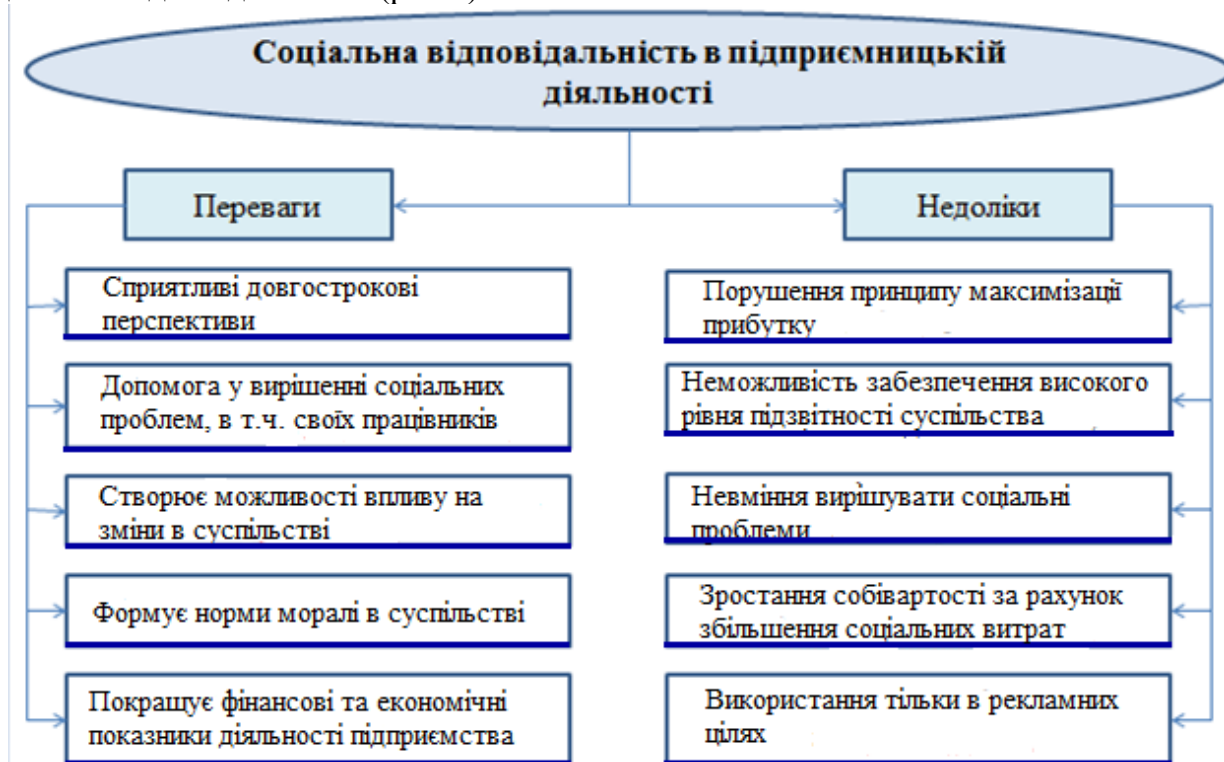 Соціальна відповідальність в підприємницькій
діяльності
Переваги
Недоліки
Сприятливі довгострокові
перспективи
Допомога у вирішенні соціальних
проблем, в т.ч. своїх працівників
Створює можливості впливу на
зміни в суспільстві
Формує норми моралі в суспільстві
Покращує фінансові та економічні
показники діяльності підприємства
Порушення принципу максимізації
прибутку
Неможливість забезпечення високого
рівня підзвітності суспільства
Невміння вирішувати соціальні
проблеми
Зростання собівартості за рахунок
збільшення соціальних витрат
Використання тільки в рекламних
цілях